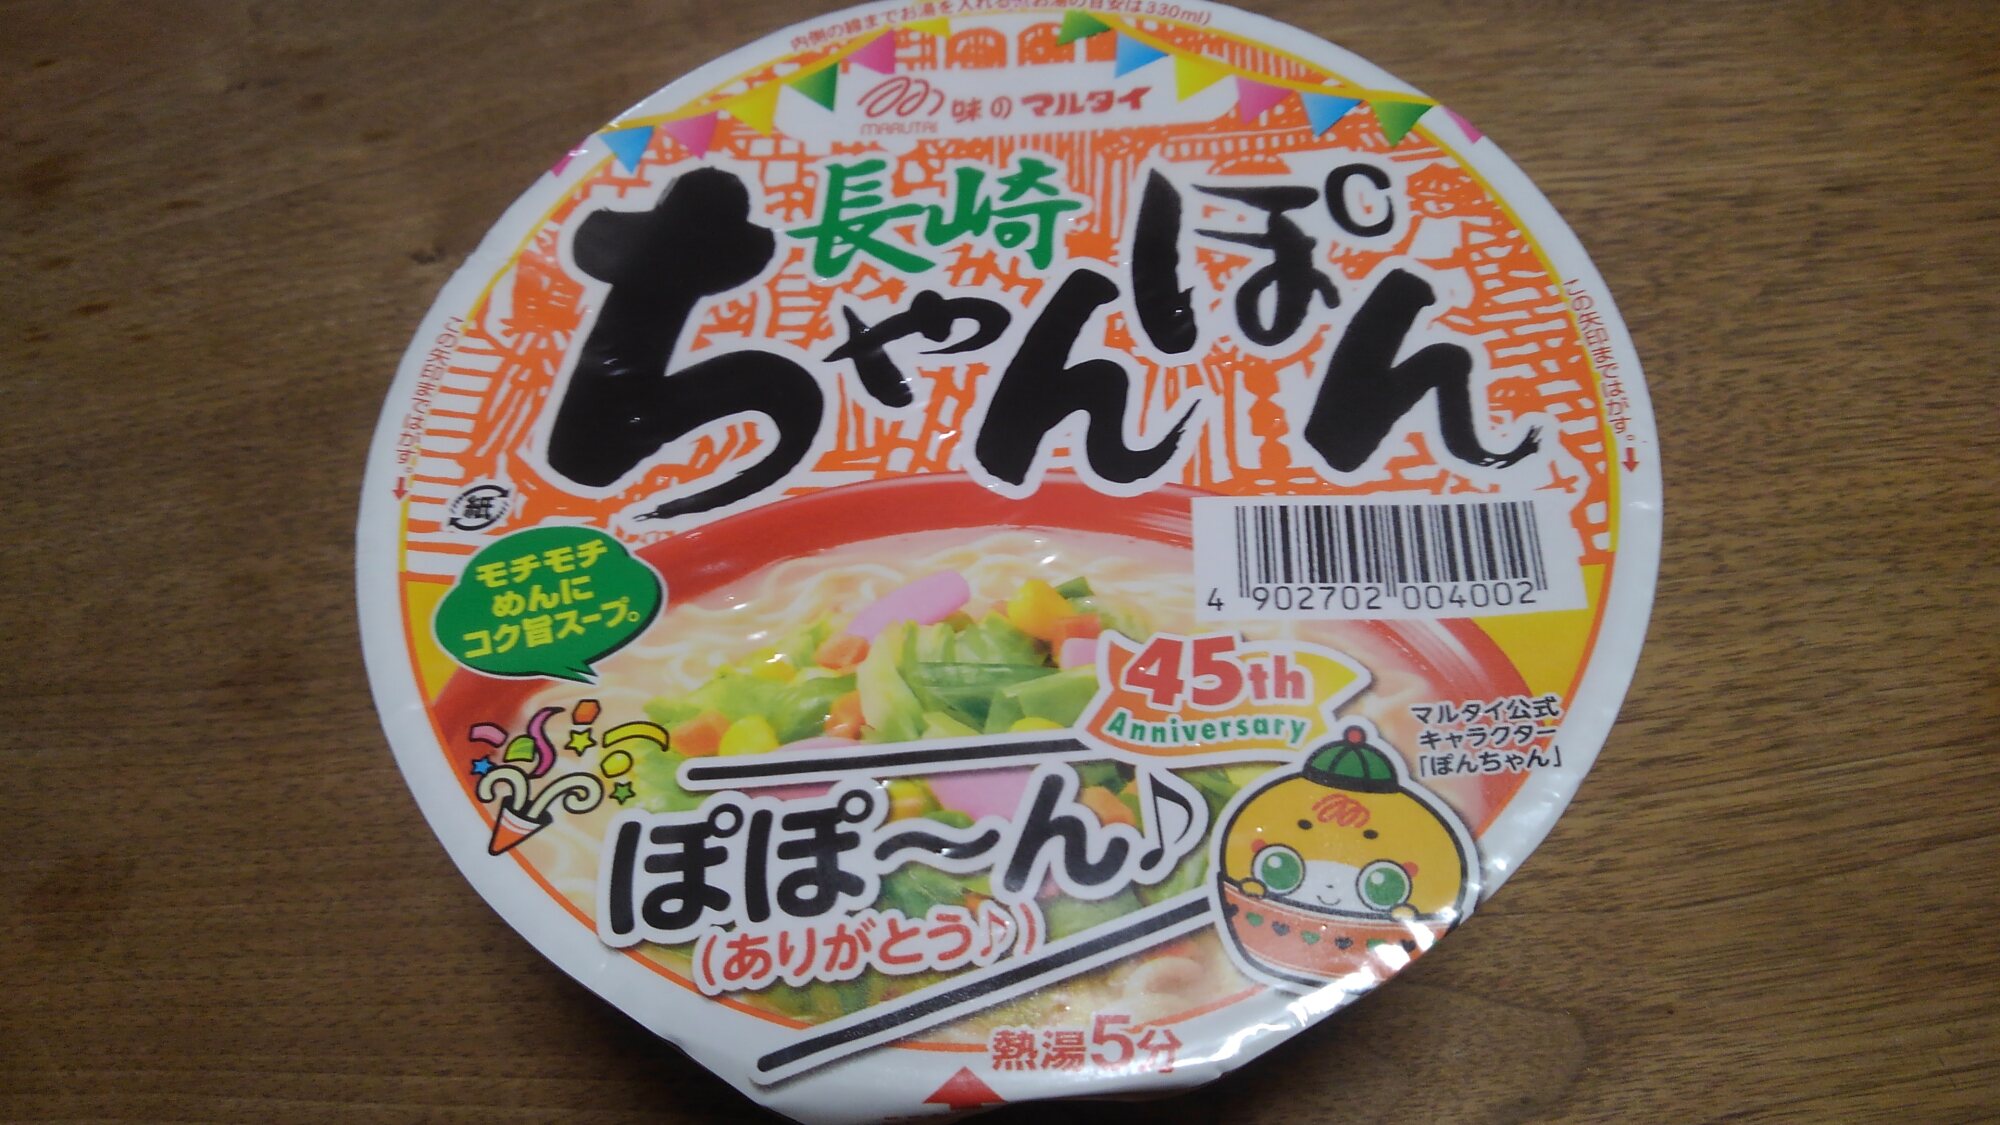 内側の線までお湯を入れる(お湯の目安は330ml)
MARUTAI 味のマルタイ
長崎
ちゃんぽん
この矢印まではがす。
この矢印まではがす。
紙
モチモチ
めんに
コク旨スープ。
4 902702 004002
45th
Anniversary
マルタイ公式
キャラクター
「ぽんちゃん」
ぽぽ〜ん♪
(ありがとう♪)
熱湯5分